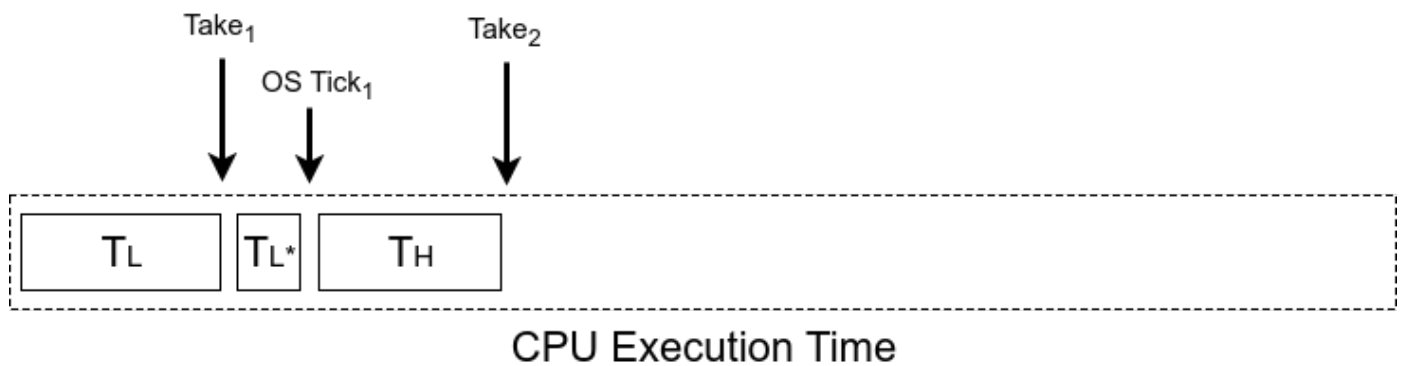 Take₁
Take₂
OS Tick₁
TL
TL*
TH
CPU Execution Time